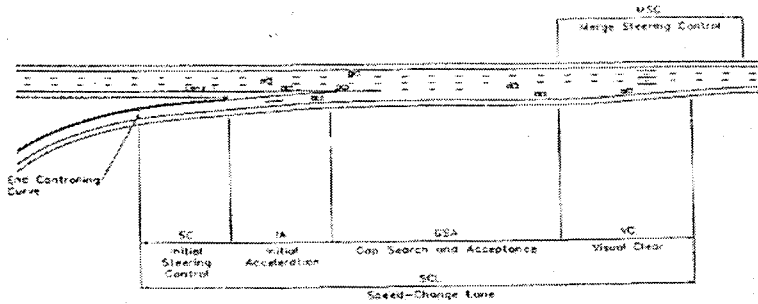 MSC
Merge Steering Control
End Controlling
Curve
SC
Initial
Steering
Control
IA
Initial
Acceleration
GSA
Gap Search and Acceptance
VC
Visual Clear
SCL
Speed-Change Lane